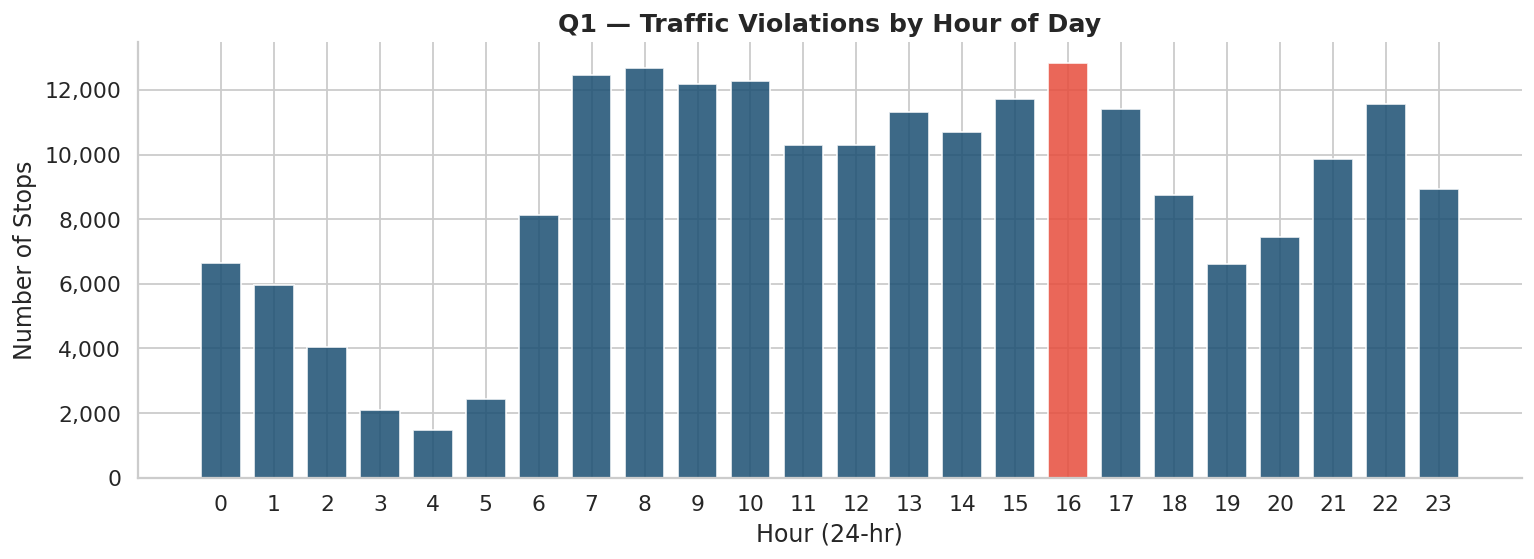 Q1 — Traffic Violations by Hour of Day
Number of Stops
12,000
10,000
8,000
6,000
4,000
2,000
0
0 1 2 3 4 5 6 7 8 9 10 11 12 13 14 15 16 17 18 19 20 21 22 23
Hour (24-hr)